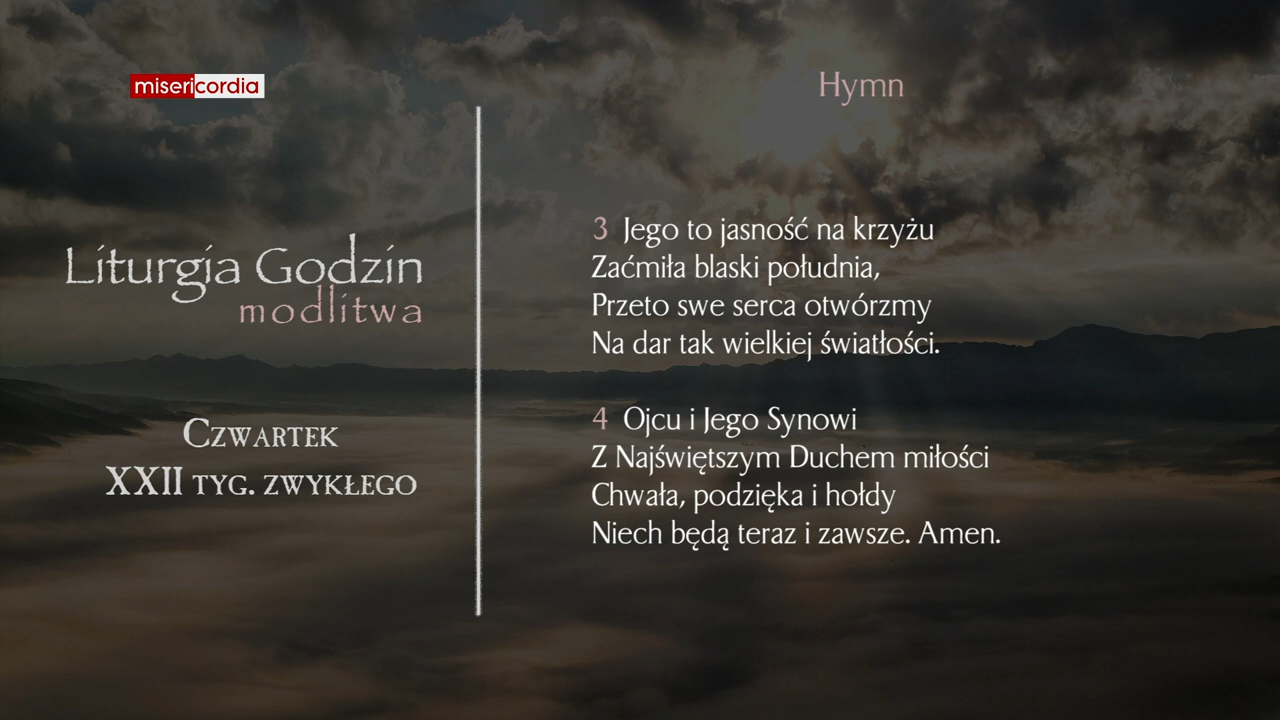 misericordia
Liturgia Godzin
modlitwa
Czwartek
XXII tyg. zwykłego
Hymn
3 Jego to jasność na krzyżu
Zaćmiła blaski południa,
Przeto swe serca otwórzmy
Na dar tak wielkiej światłości.
4 Ojcu i Jego Synowi
Z Najświętszym Duchem miłości
Chwała, podzięka i hołdy
Niech będą teraz i zawsze. Amen.